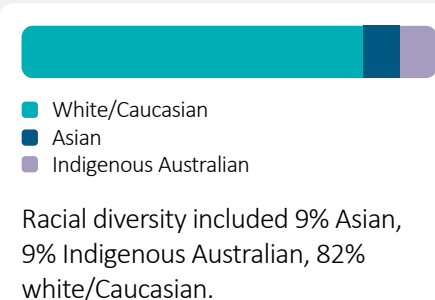 White/Caucasian
Asian
Indigenous Australian
Racial diversity included 9% Asian,
9% Indigenous Australian, 82%
white/Caucasian.